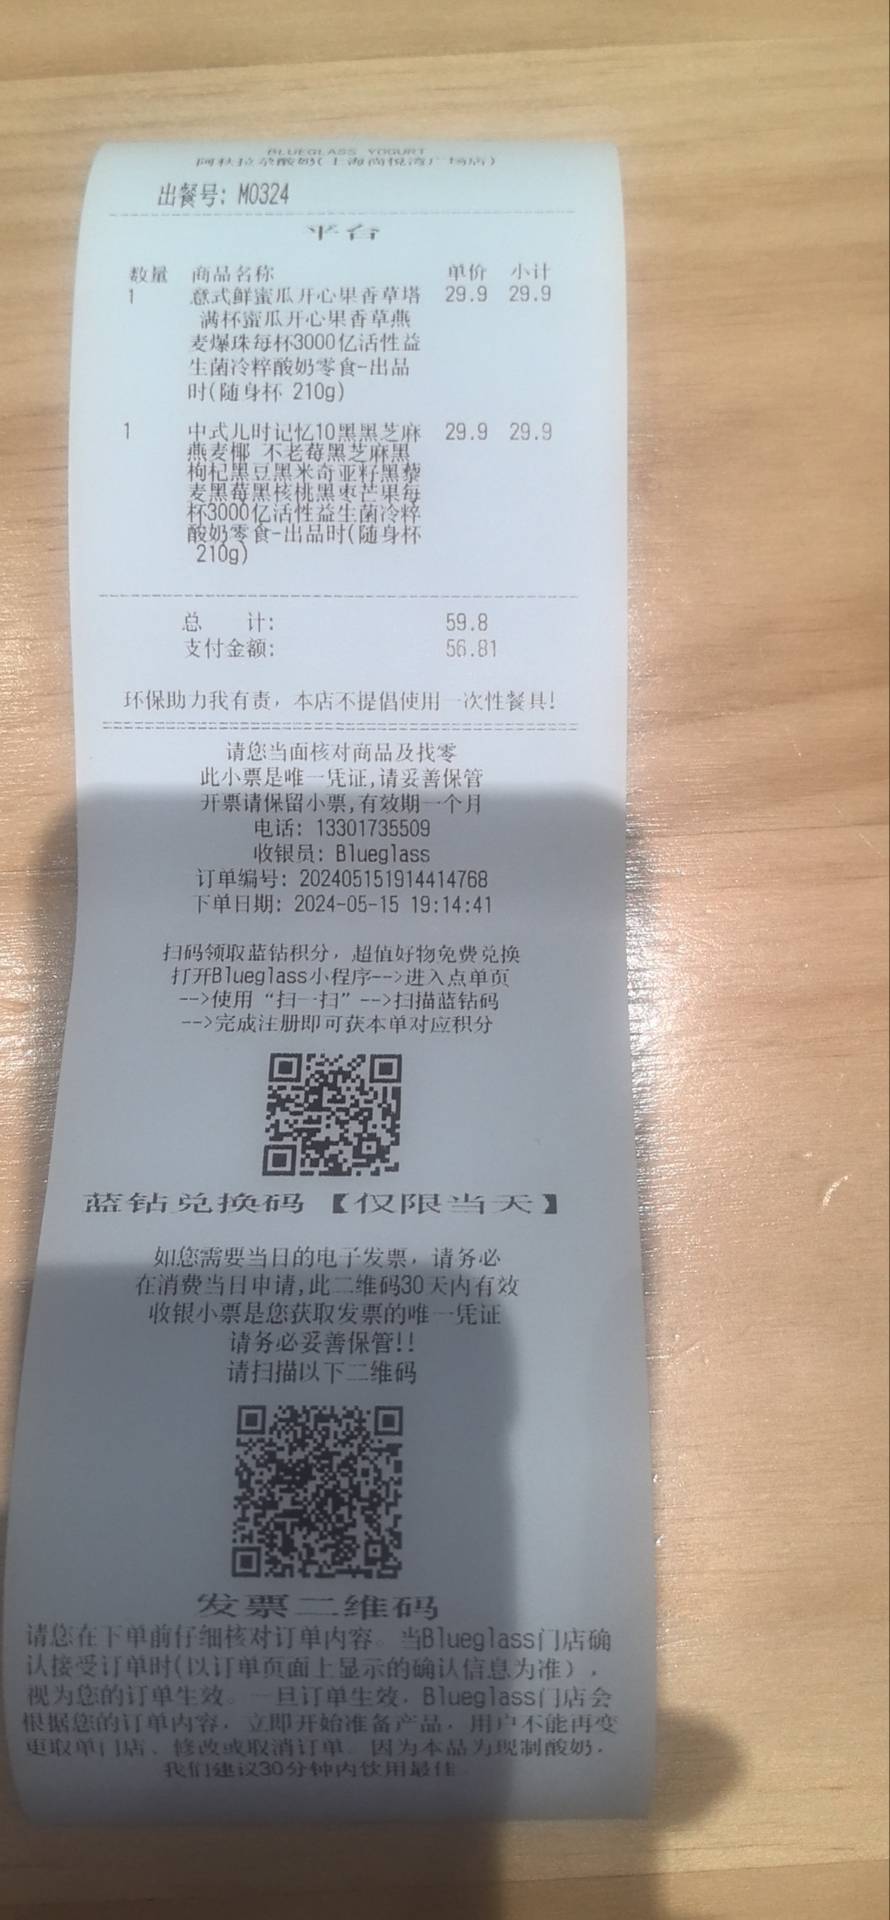 BLUEGLASS YOGURT
阿秋拉尕酸奶(上海尚悦湾广场店)
出餐号: M0324
平台
数量 商品名称 单价 小计
1 意式鲜蜜瓜开心果香草塔 29.9 29.9
满杯蜜瓜开心果香草燕
麦爆珠每杯3000亿活性益
生菌冷粹酸奶零食-出品
时(随身杯 210g)
1 中式儿时记忆10黑黑芝麻 29.9 29.9
燕麦椰 不老莓黑芝麻黑
枸杞黑豆黑米奇亚籽黑藜
麦黑莓黑核桃黑枣芒果每
杯3000亿活性益生菌冷粹
酸奶零食-出品时(随身杯
210g)
总 计: 59.8
支付金额: 56.81
环保助力我有责，本店不提倡使用一次性餐具!
请您当面核对商品及找零
此小票是唯一凭证,请妥善保管
开票请保留小票,有效期一个月
电话: 13301735509
收银员: Blueglass
订单编号: 202405151914414768
下单日期: 2024-05-15 19:14:41
扫码领取蓝钻积分，超值好物免费兑换
打开Blueglass小程序-->进入点单页
-->使用“扫一扫”-->扫描蓝钻码
-->完成注册即可获本单对应积分
蓝钻兑换码【仅限当天】
如您需要当日的电子发票，请务必
在消费当日申请,此二维码30天内有效
收银小票是您获取发票的唯一凭证
请务必妥善保管!!
请扫描以下二维码
发票二维码
请您在下单前仔细核对订单内容。当Blueglass门店确
认接受订单时(以订单页面上显示的确认信息为准)，
视为您的订单生效。一旦订单生效，Blueglass门店会
根据您的订单内容，立即开始准备产品，用户不能再变
更取单门店、修改或取消订单。因为本品为现制酸奶，
我们建议30分钟内饮用最佳